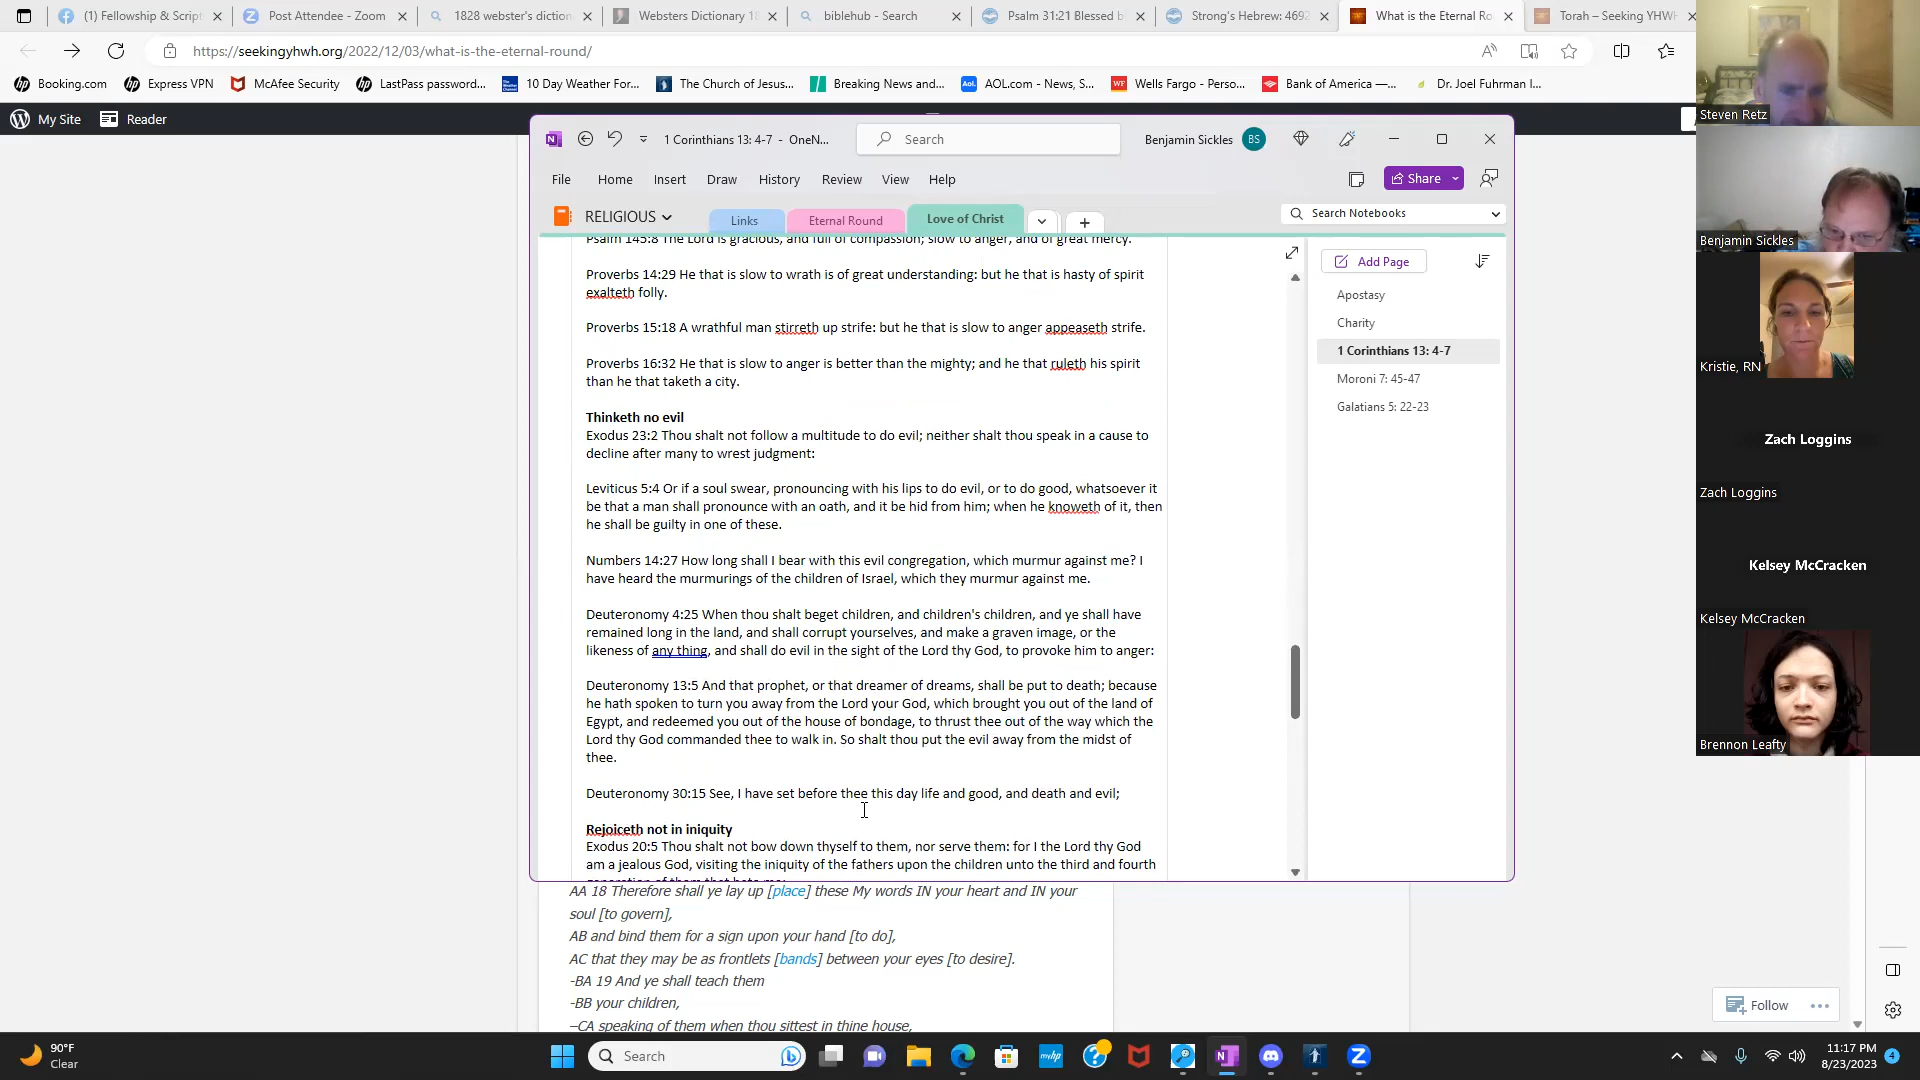 (1) Fellowship & Script
Post Attendee - Zoom
1828 webster's diction
Websters Dictionary 18
biblehub - Search
Psalm 31:21 Blessed b
Strong's Hebrew: 4692
What is the Eternal Ro
Torah – Seeking YHWH
https://seekingyhwh.org/2022/12/03/what-is-the-eternal-round/
Booking.com
Express VPN
McAfee Security
LastPass password...
10 Day Weather For...
The Church of Jesus...
Breaking News and...
AOL.com - News, S...
Wells Fargo - Perso...
Bank of America —...
Dr. Joel Fuhrman I...
My Site
Reader
1 Corinthians 13: 4-7 - OneN...
Search
Benjamin Sickles
BS
File
Home
Insert
Draw
History
Review
View
Help
Share
RELIGIOUS
Links
Eternal Round
Love of Christ
Search Notebooks
Psalm 145:8 The Lord is gracious, and full of compassion; slow to anger, and of great mercy.
Proverbs 14:29 He that is slow to wrath is of great understanding: but he that is hasty of spirit
exalteth folly.
Proverbs 15:18 A wrathful man stirreth up strife: but he that is slow to anger appeaseth strife.
Proverbs 16:32 He that is slow to anger is better than the mighty; and he that ruleth his spirit
than he that taketh a city.
Thinketh no evil
Exodus 23:2 Thou shalt not follow a multitude to do evil; neither shalt thou speak in a cause to
decline after many to wrest judgment:
Leviticus 5:4 Or if a soul swear, pronouncing with his lips to do evil, or to do good, whatsoever it
be that a man shall pronounce with an oath, and it be hid from him; when he knoweth of it, then
he shall be guilty in one of these.
Numbers 14:27 How long shall I bear with this evil congregation, which murmur against me? I
have heard the murmurings of the children of Israel, which they murmur against me.
Deuteronomy 4:25 When thou shalt beget children, and children's children, and ye shall have
remained long in the land, and shall corrupt yourselves, and make a graven image, or the
likeness of any thing, and shall do evil in the sight of the Lord thy God, to provoke him to anger:
Deuteronomy 13:5 And that prophet, or that dreamer of dreams, shall be put to death; because
he hath spoken to turn you away from the Lord your God, which brought you out of the land of
Egypt, and redeemed you out of the house of bondage, to thrust thee out of the way which the
Lord thy God commanded thee to walk in. So shalt thou put the evil away from the midst of
thee.
Deuteronomy 30:15 See, I have set before thee this day life and good, and death and evil;
Rejoiceth not in iniquity
Exodus 20:5 Thou shalt not bow down thyself to them, nor serve them: for I the Lord thy God
am a jealous God, visiting the iniquity of the fathers upon the children unto the third and fourth
generation of them that hate me;
Add Page
Apostasy
Charity
1 Corinthians 13: 4-7
Moroni 7: 45-47
Galatians 5: 22-23
AA 18 Therefore shall ye lay up [place] these My words IN your heart and IN your
soul [to govern],
AB and bind them for a sign upon your hand [to do],
AC that they may be as frontlets [bands] between your eyes [to desire].
-BA 19 And ye shall teach them
-BB your children,
–CA speaking of them when thou sittest in thine house,
Follow
Steven Retz
Benjamin Sickles
Kristie, RN
Zach Loggins
Zach Loggins
Kelsey McCracken
Kelsey McCracken
Brennon Leafty
90°F
Clear
Search
11:17 PM
8/23/2023
4